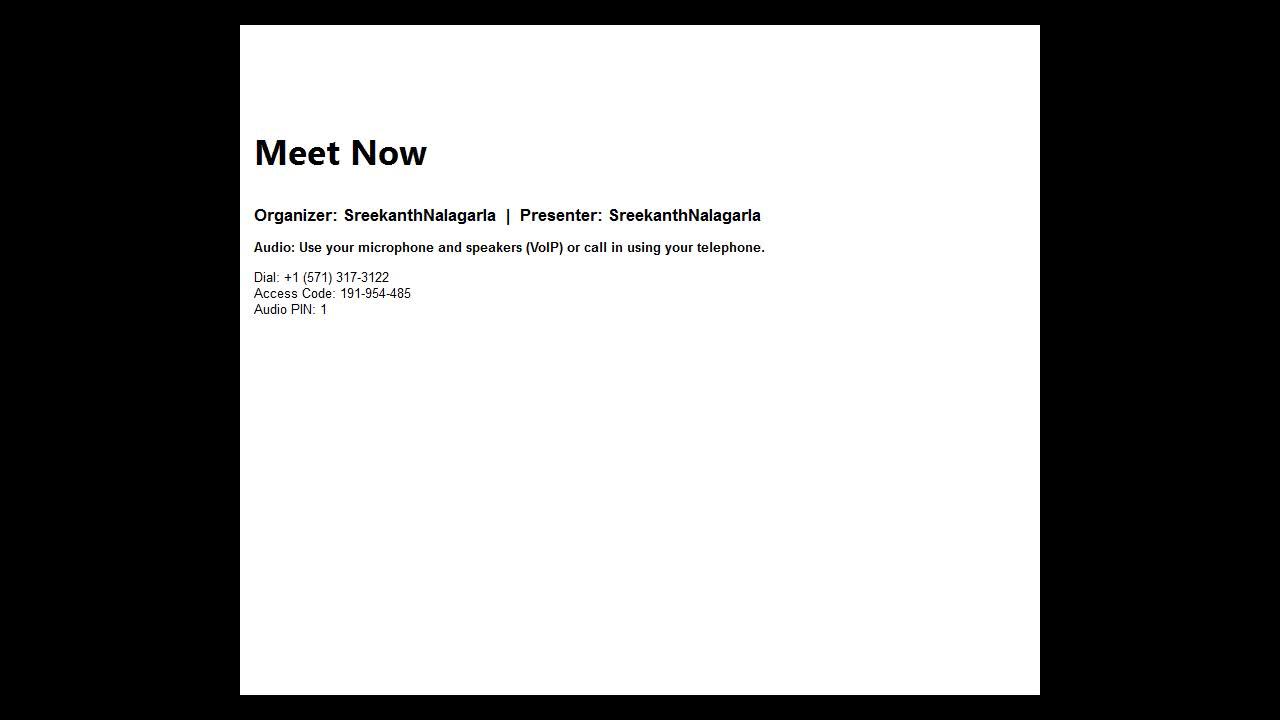 Meet Now
Organizer: SreekanthNalagarla | Presenter: SreekanthNalagarla
Audio: Use your microphone and speakers (VoIP) or call in using your telephone.
Dial: +1 (571) 317-3122
Access Code: 191-954-485
Audio PIN: 1